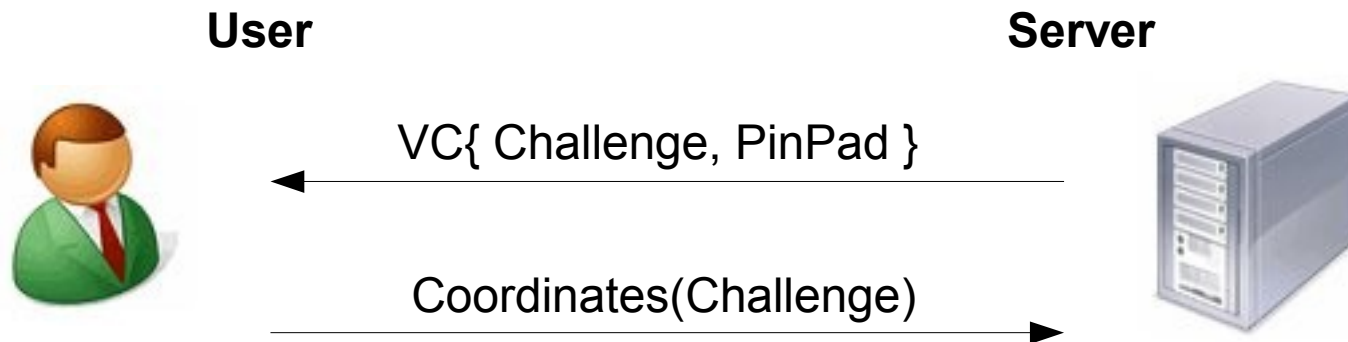 User
Server
VC{ Challenge, PinPad }
Coordinates(Challenge)